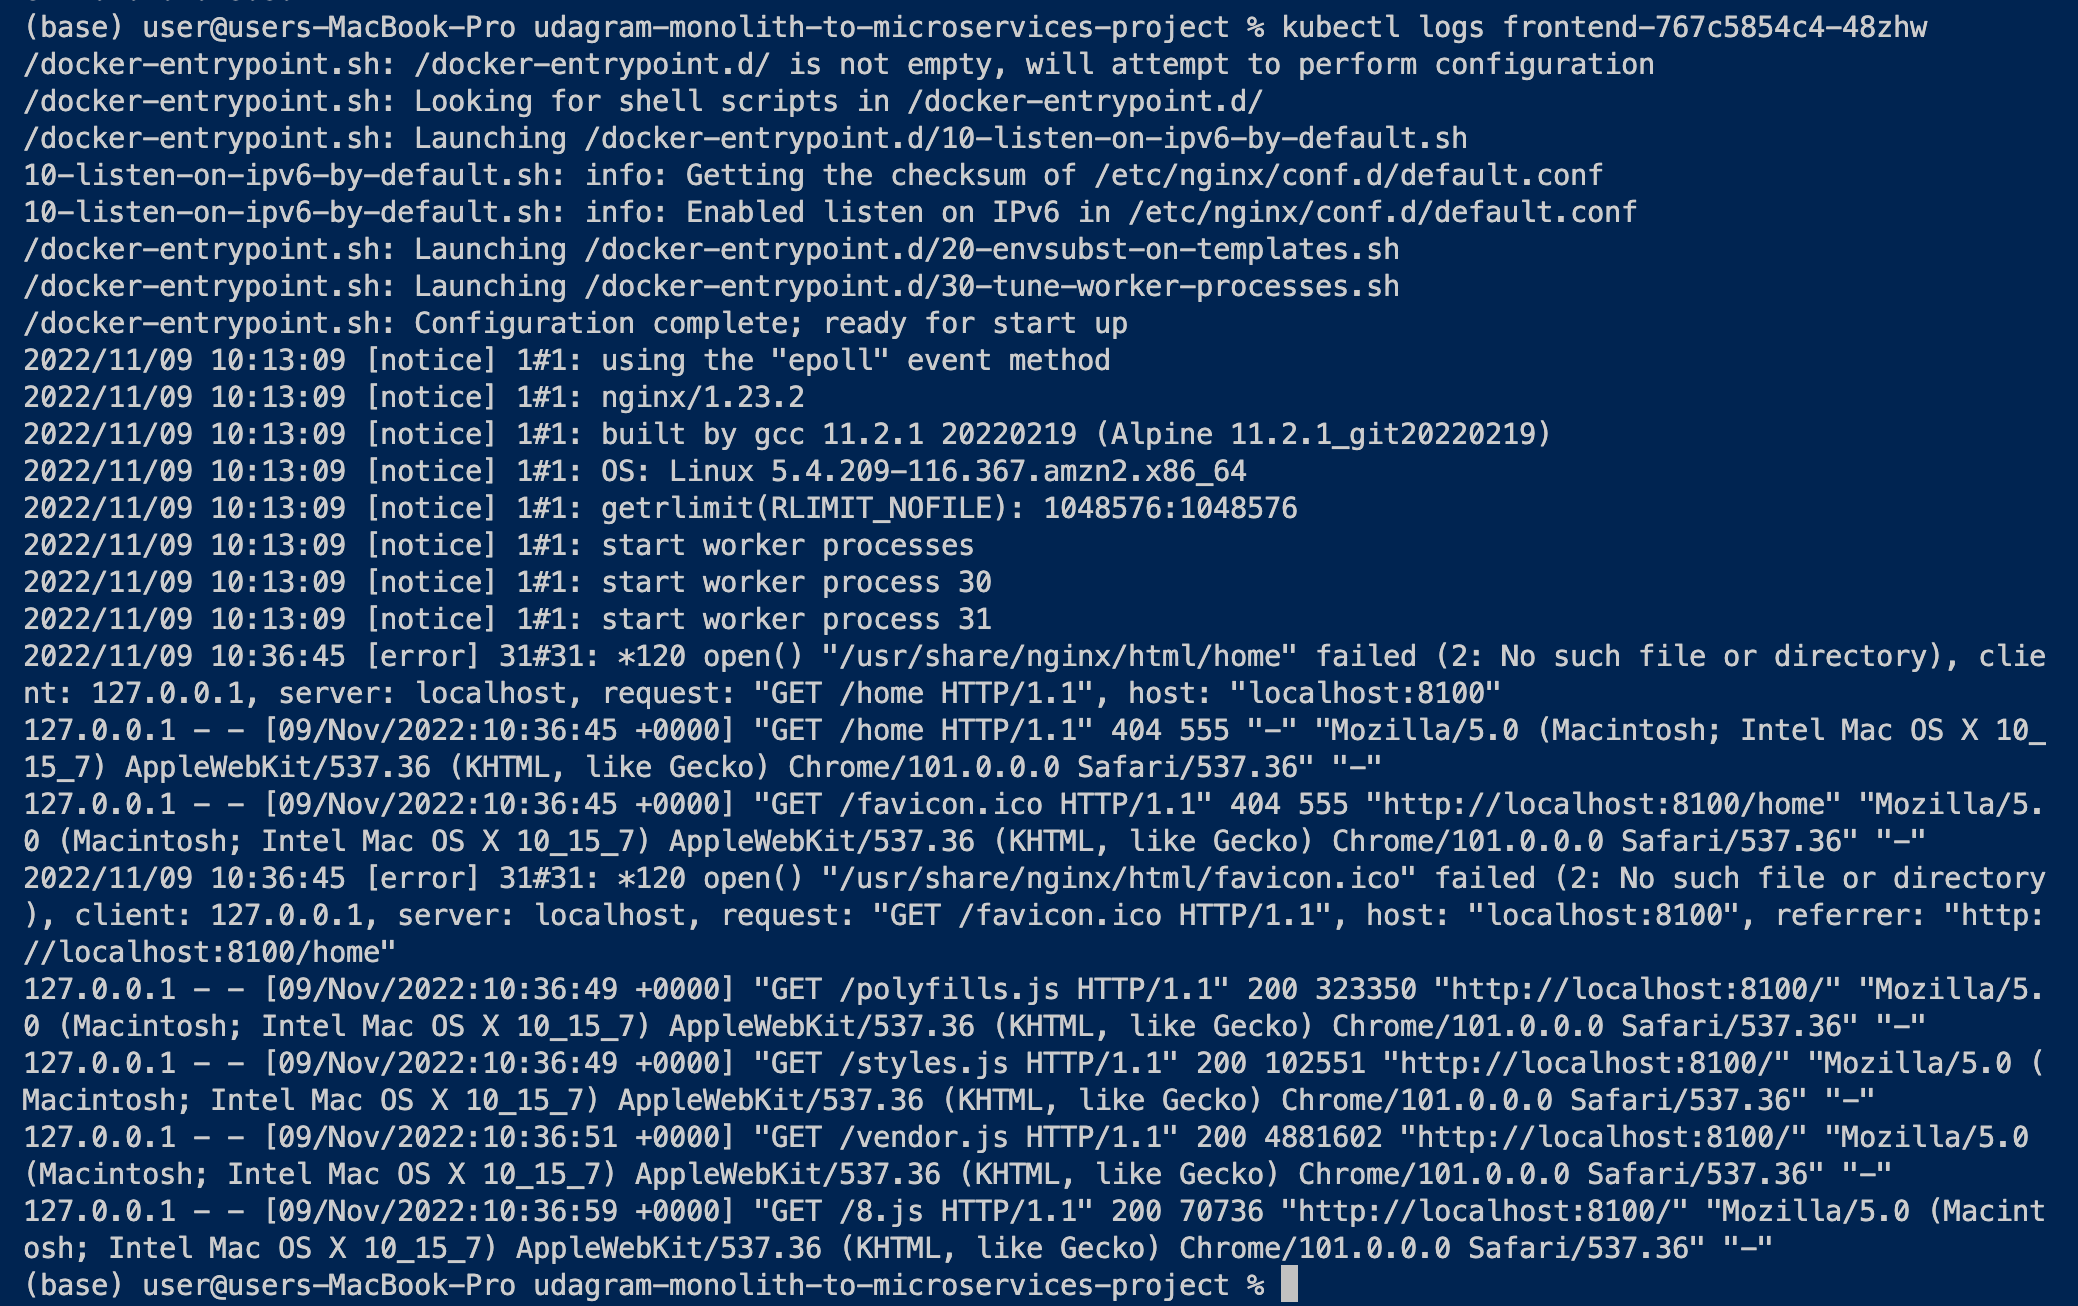 (base) user@users-MacBook-Pro udagram-monolith-to-microservices-project % kubectl logs frontend-767c5854c4-48zhw
/docker-entrypoint.sh: /docker-entrypoint.d/ is not empty, will attempt to perform configuration
/docker-entrypoint.sh: Looking for shell scripts in /docker-entrypoint.d/
/docker-entrypoint.sh: Launching /docker-entrypoint.d/10-listen-on-ipv6-by-default.sh
10-listen-on-ipv6-by-default.sh: info: Getting the checksum of /etc/nginx/conf.d/default.conf
10-listen-on-ipv6-by-default.sh: info: Enabled listen on IPv6 in /etc/nginx/conf.d/default.conf
/docker-entrypoint.sh: Launching /docker-entrypoint.d/20-envsubst-on-templates.sh
/docker-entrypoint.sh: Launching /docker-entrypoint.d/30-tune-worker-processes.sh
/docker-entrypoint.sh: Configuration complete; ready for start up
2022/11/09 10:13:09 [notice] 1#1: using the "epoll" event method
2022/11/09 10:13:09 [notice] 1#1: nginx/1.23.2
2022/11/09 10:13:09 [notice] 1#1: built by gcc 11.2.1 20220219 (Alpine 11.2.1_git20220219)
2022/11/09 10:13:09 [notice] 1#1: OS: Linux 5.4.209-116.367.amzn2.x86_64
2022/11/09 10:13:09 [notice] 1#1: getrlimit(RLIMIT_NOFILE): 1048576:1048576
2022/11/09 10:13:09 [notice] 1#1: start worker processes
2022/11/09 10:13:09 [notice] 1#1: start worker process 30
2022/11/09 10:13:09 [notice] 1#1: start worker process 31
2022/11/09 10:36:45 [error] 31#31: *120 open() "/usr/share/nginx/html/home" failed (2: No such file or directory), clie
nt: 127.0.0.1, server: localhost, request: "GET /home HTTP/1.1", host: "localhost:8100"
127.0.0.1 - - [09/Nov/2022:10:36:45 +0000] "GET /home HTTP/1.1" 404 555 "-" "Mozilla/5.0 (Macintosh; Intel Mac OS X 10_
15_7) AppleWebKit/537.36 (KHTML, like Gecko) Chrome/101.0.0.0 Safari/537.36" "-"
127.0.0.1 - - [09/Nov/2022:10:36:45 +0000] "GET /favicon.ico HTTP/1.1" 404 555 "http://localhost:8100/home" "Mozilla/5.
0 (Macintosh; Intel Mac OS X 10_15_7) AppleWebKit/537.36 (KHTML, like Gecko) Chrome/101.0.0.0 Safari/537.36" "-"
2022/11/09 10:36:45 [error] 31#31: *120 open() "/usr/share/nginx/html/favicon.ico" failed (2: No such file or directory
), client: 127.0.0.1, server: localhost, request: "GET /favicon.ico HTTP/1.1", host: "localhost:8100", referrer: "http:
//localhost:8100/home"
127.0.0.1 - - [09/Nov/2022:10:36:49 +0000] "GET /polyfills.js HTTP/1.1" 200 323350 "http://localhost:8100/" "Mozilla/5.
0 (Macintosh; Intel Mac OS X 10_15_7) AppleWebKit/537.36 (KHTML, like Gecko) Chrome/101.0.0.0 Safari/537.36" "-"
127.0.0.1 - - [09/Nov/2022:10:36:49 +0000] "GET /styles.js HTTP/1.1" 200 102551 "http://localhost:8100/" "Mozilla/5.0 (
Macintosh; Intel Mac OS X 10_15_7) AppleWebKit/537.36 (KHTML, like Gecko) Chrome/101.0.0.0 Safari/537.36" "-"
127.0.0.1 - - [09/Nov/2022:10:36:51 +0000] "GET /vendor.js HTTP/1.1" 200 4881602 "http://localhost:8100/" "Mozilla/5.0
(Macintosh; Intel Mac OS X 10_15_7) AppleWebKit/537.36 (KHTML, like Gecko) Chrome/101.0.0.0 Safari/537.36" "-"
127.0.0.1 - - [09/Nov/2022:10:36:59 +0000] "GET /8.js HTTP/1.1" 200 70736 "http://localhost:8100/" "Mozilla/5.0 (Macint
osh; Intel Mac OS X 10_15_7) AppleWebKit/537.36 (KHTML, like Gecko) Chrome/101.0.0.0 Safari/537.36" "-"
(base) user@users-MacBook-Pro udagram-monolith-to-microservices-project %